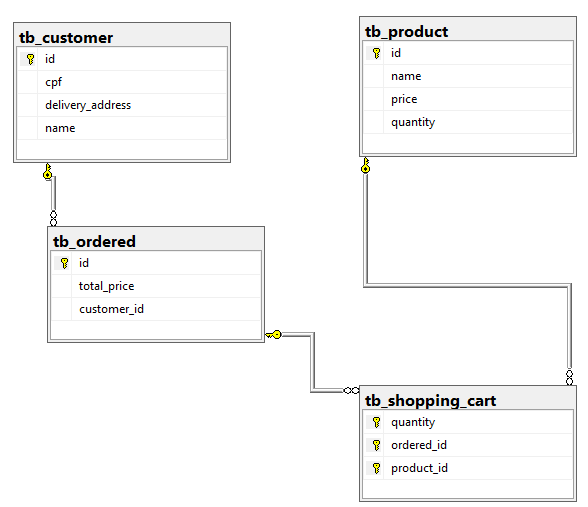 tb_customer
id
cpf
delivery_address
name
tb_product
id
name
price
quantity
tb_ordered
id
total_price
customer_id
tb_shopping_cart
quantity
ordered_id
product_id